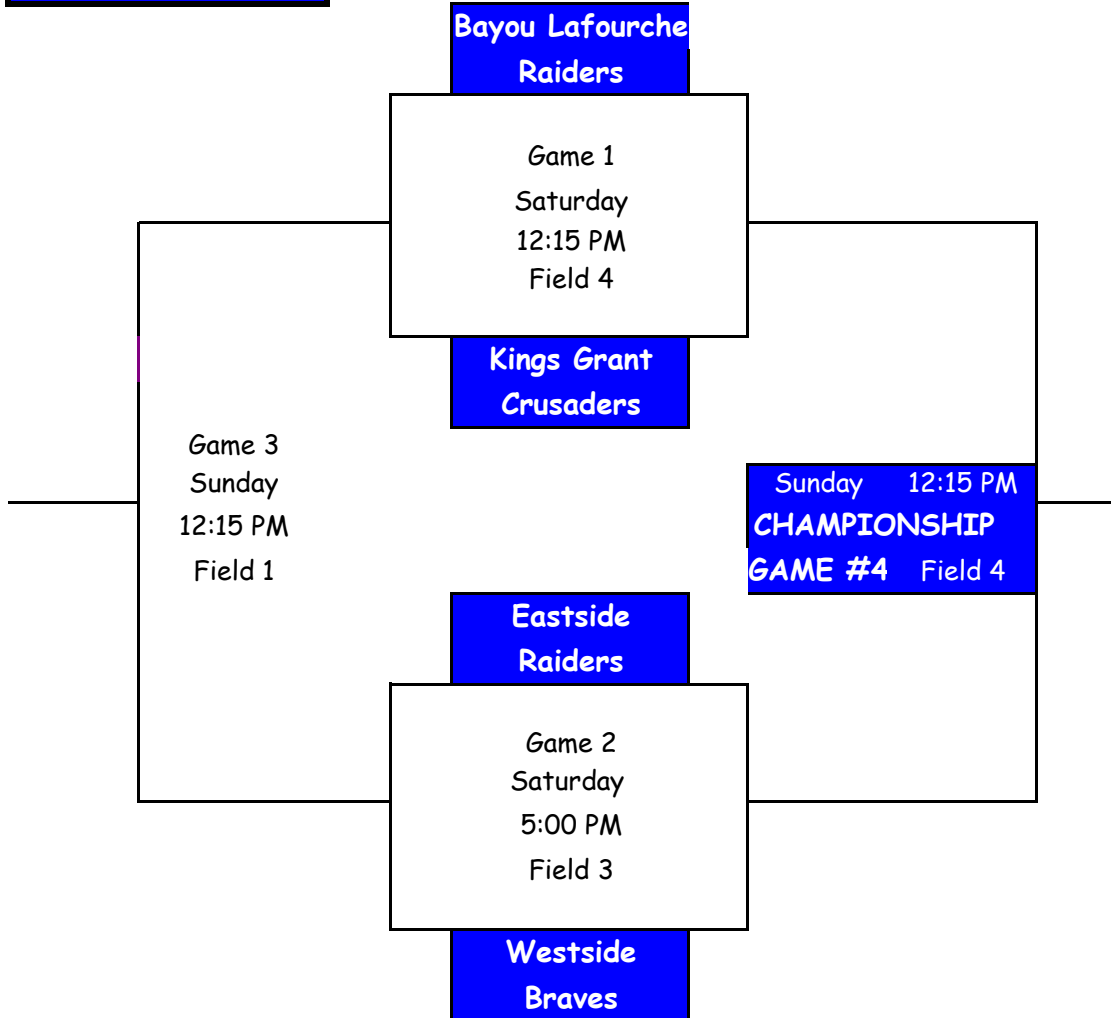 Bayou Lafourche
Raiders
Game 1
Saturday
12:15 PM
Field 4
Kings Grant
Crusaders
Game 3
Sunday
12:15 PM
Field 1
Sunday 12:15 PM
CHAMPIONSHIP
GAME #4 Field 4
Eastside
Raiders
Game 2
Saturday
5:00 PM
Field 3
Westside
Braves